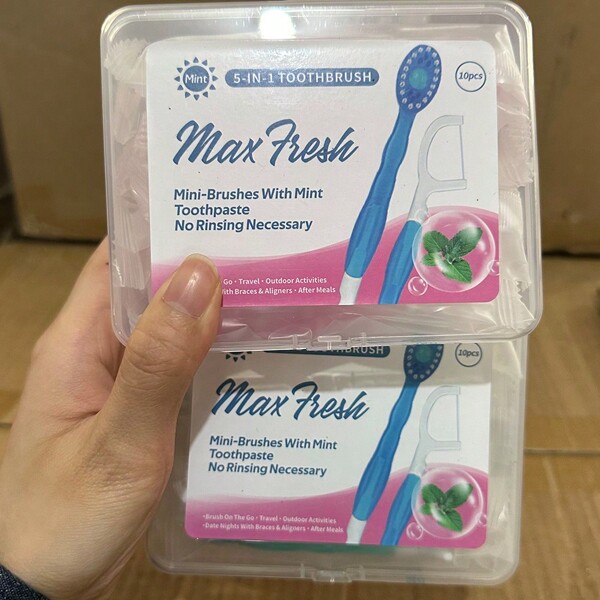 Mint
5-IN-1 TOOTHBRUSH
10pcs
Max Fresh
Mini-Brushes With Mint
Toothpaste
No Rinsing Necessary
Go • Travel • Outdoor Activities
With Braces & Aligners • After Meals
10pcs
Max Fresh
Mini-Brushes With Mint
Toothpaste
No Rinsing Necessary
•Brush On The Go • Travel • Outdoor Activities
•Date Nights With Braces & Aligners • After Meals